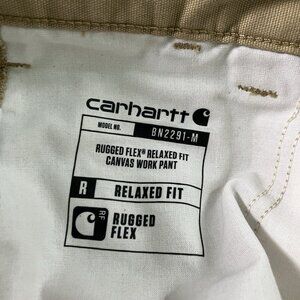 carhartt
MODEL NO. BN2291-M
RUGGED FLEX® RELAXED FIT
CANVAS WORK PANT
R RELAXED FIT
RF RUGGED
FLEX